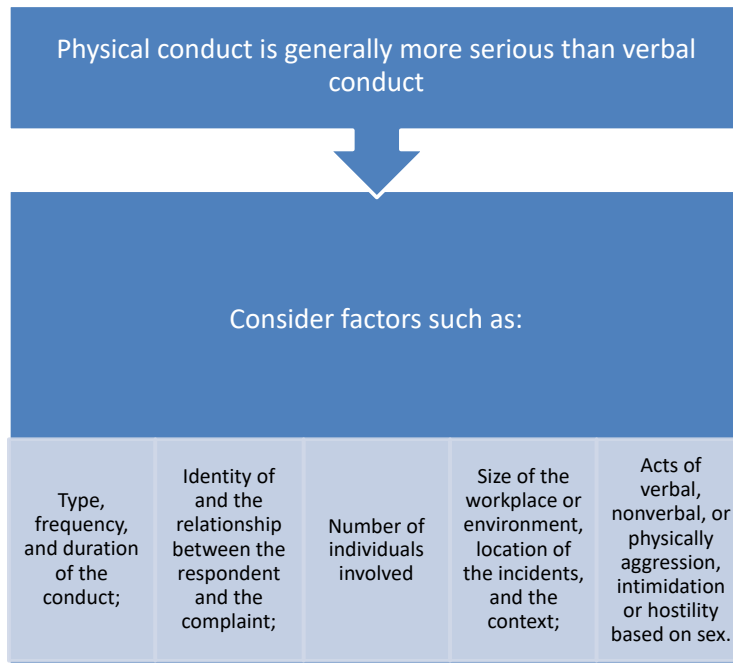 Physical conduct is generally more serious than verbal
conduct
Consider factors such as:
Type,
frequency,
and duration
of the
conduct;
Identity of
and the
relationship
between the
respondent
and the
complaint;
Number of
individuals
involved
Size of the
workplace or
environment,
location of
the incidents,
and the
context;
Acts of
verbal,
nonverbal, or
physically
aggression,
intimidation
or hostility
based on sex.